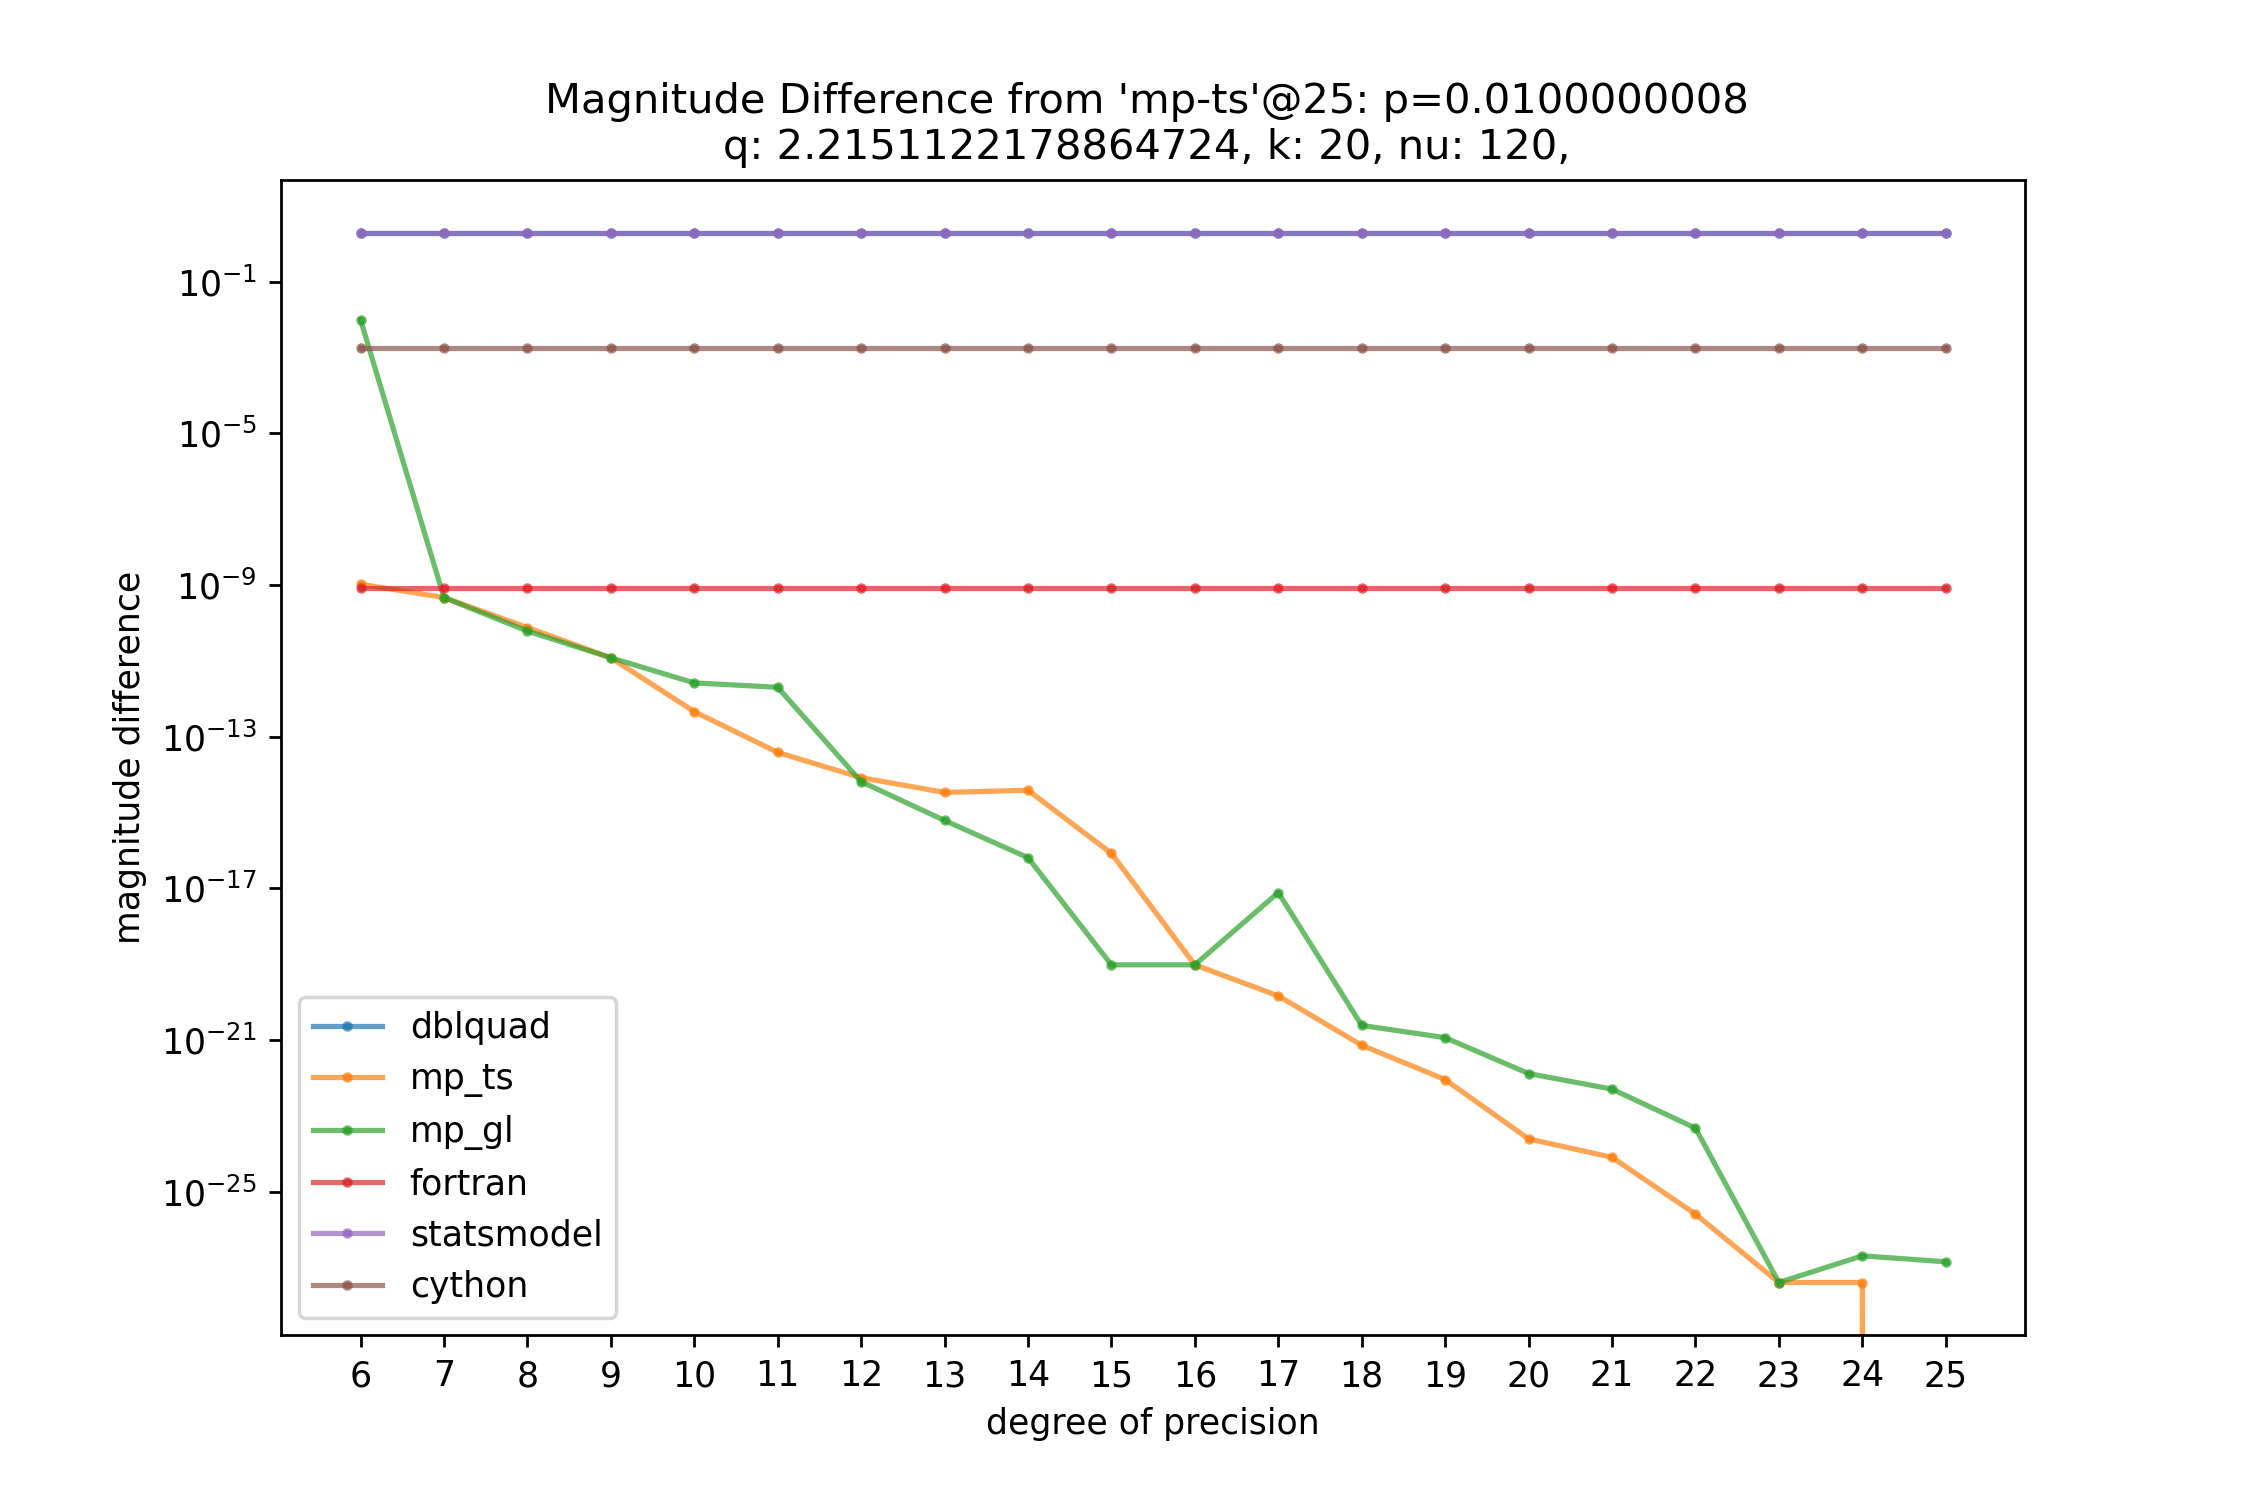 Magnitude Difference from 'mp-ts'@25: p=0.0100000008
q: 2.2151122178864724, k: 20, nu: 120,
magnitude difference
10⁻¹
10⁻⁵
10⁻⁹
10⁻¹³
10⁻¹⁷
10⁻²¹
10⁻²⁵
dblquad
mp_ts
mp_gl
fortran
statsmodel
cython
6 7 8 9 10 11 12 13 14 15 16 17 18 19 20 21 22 23 24 25
degree of precision